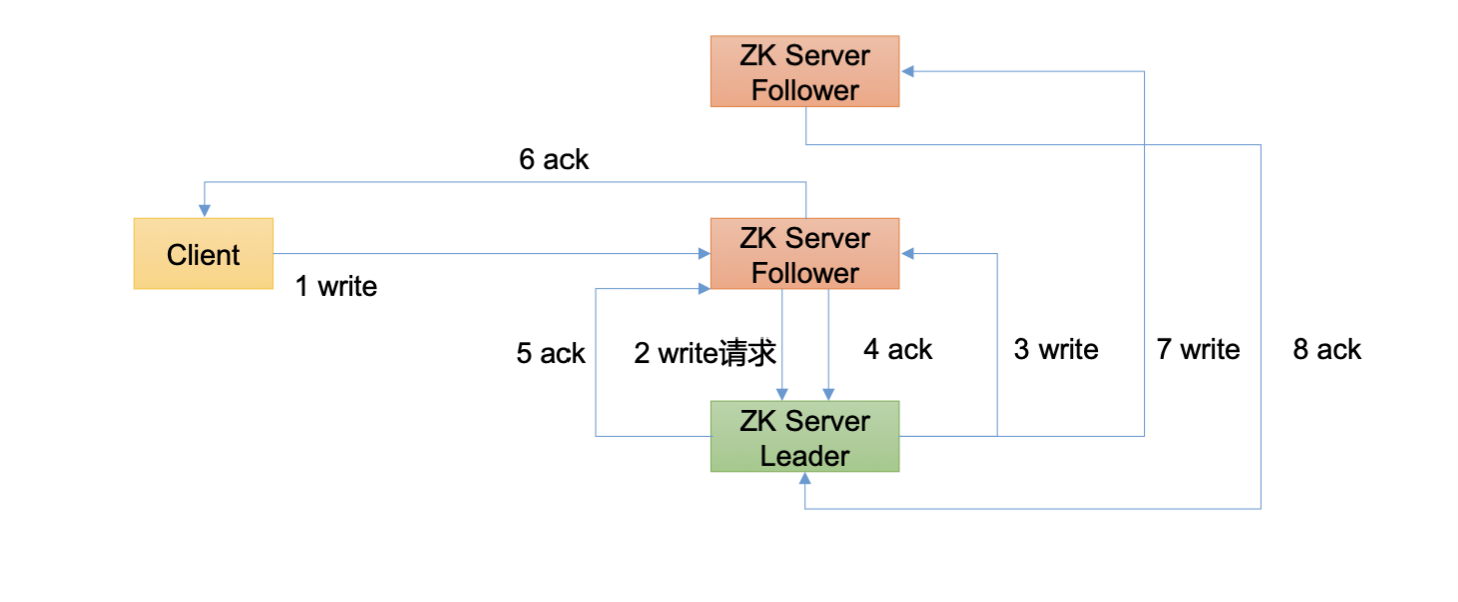 ZK Server
Follower
6 ack
Client
1 write
ZK Server
Follower
5 ack
2 write请求
4 ack
3 write
7 write
8 ack
ZK Server
Leader